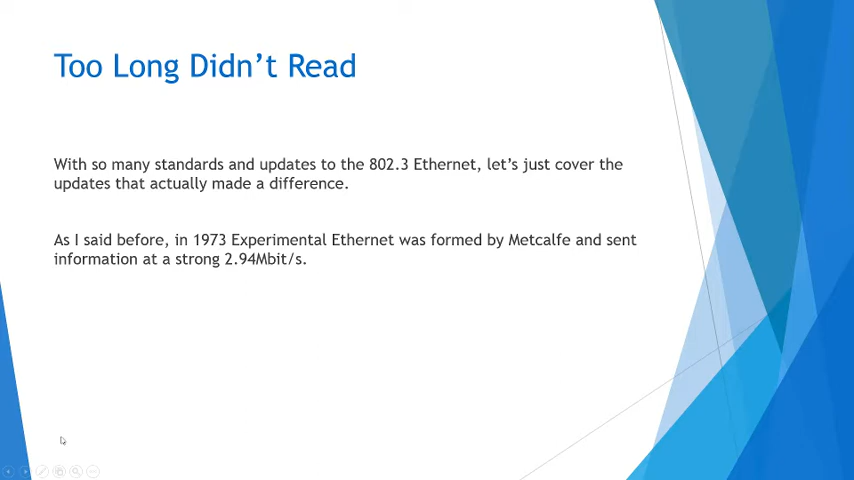 Too Long Didn’t Read
With so many standards and updates to the 802.3 Ethernet, let’s just cover the
updates that actually made a difference.
As I said before, in 1973 Experimental Ethernet was formed by Metcalfe and sent
information at a strong 2.94Mbit/s.